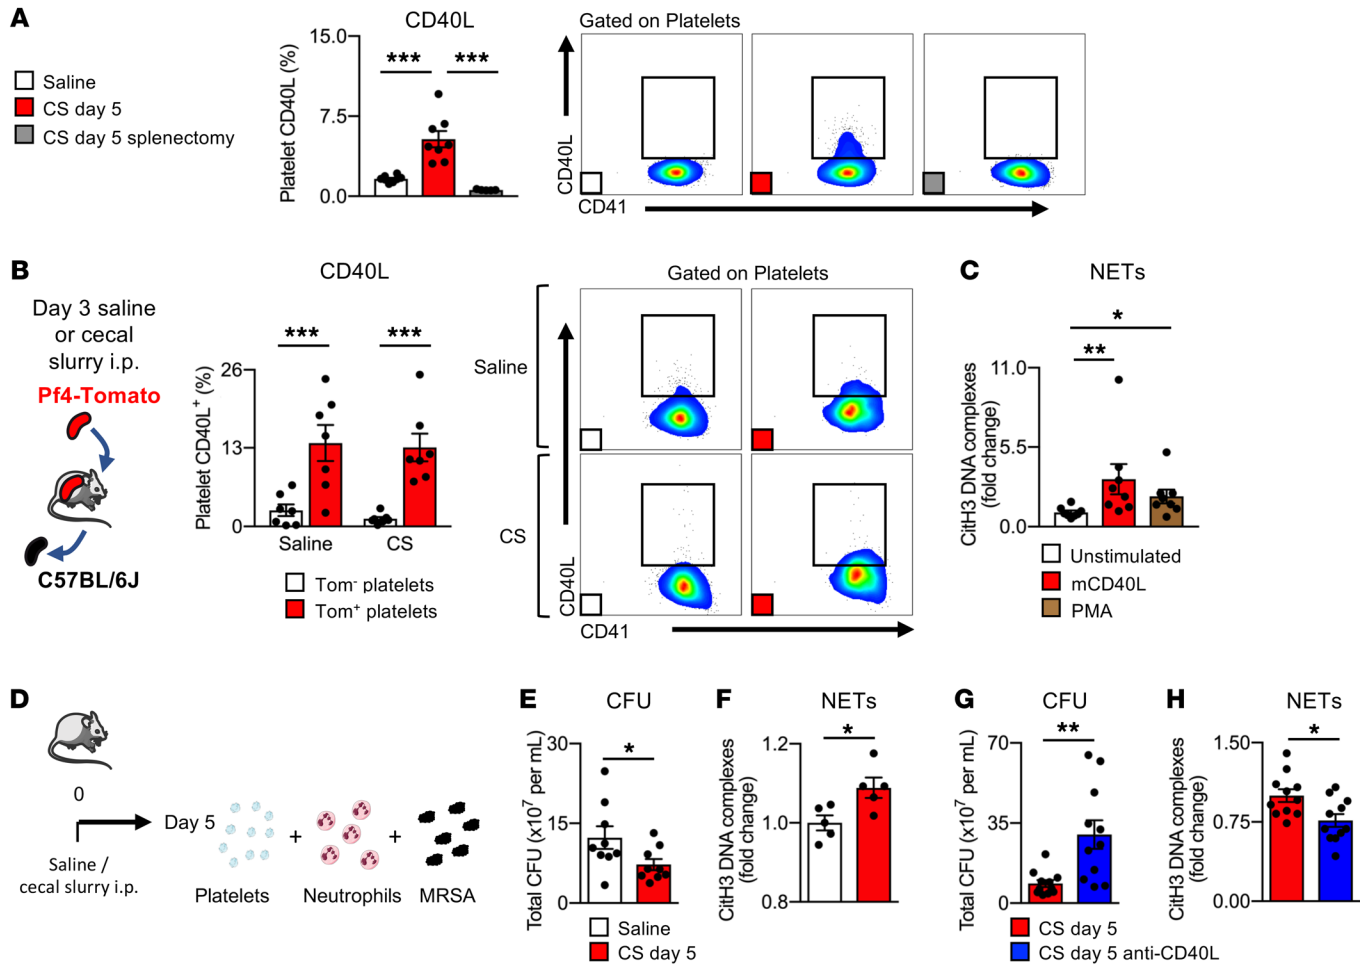 A
CD40L
Gated on Platelets
Saline
CS day 5
CS day 5 splenectomy
Platelet CD40L (%)
15.0
7.5
0.0
***
***
CD40L
CD41
B
CD40L
Gated on Platelets
Day 3 saline
or cecal
slurry i.p.
Pf4-Tomato
C57BL/6J
Platelet CD40L+ (%)
26
13
0
***
***
Saline
CS
Tom- platelets
Tom+ platelets
Saline
CS
CD40L
CD41
C
NETs
CitH3 DNA complexes
(fold change)
11.0
5.5
0.0
*
**
Unstimulated
mCD40L
PMA
D
0
Saline /
cecal slurry i.p.
Day 5
+
+
Platelets
Neutrophils
MRSA
E
CFU
Total CFU (x10⁷ per mL)
30
15
0
*
F
NETs
CitH3 DNA complexes
(fold change)
1.2
1.0
0.8
*
Saline
CS day 5
G
CFU
Total CFU (x10⁷ per mL)
70
35
0
**
H
NETs
CitH3 DNA complexes
(fold change)
1.50
0.75
0.00
*
CS day 5
CS day 5 anti-CD40L